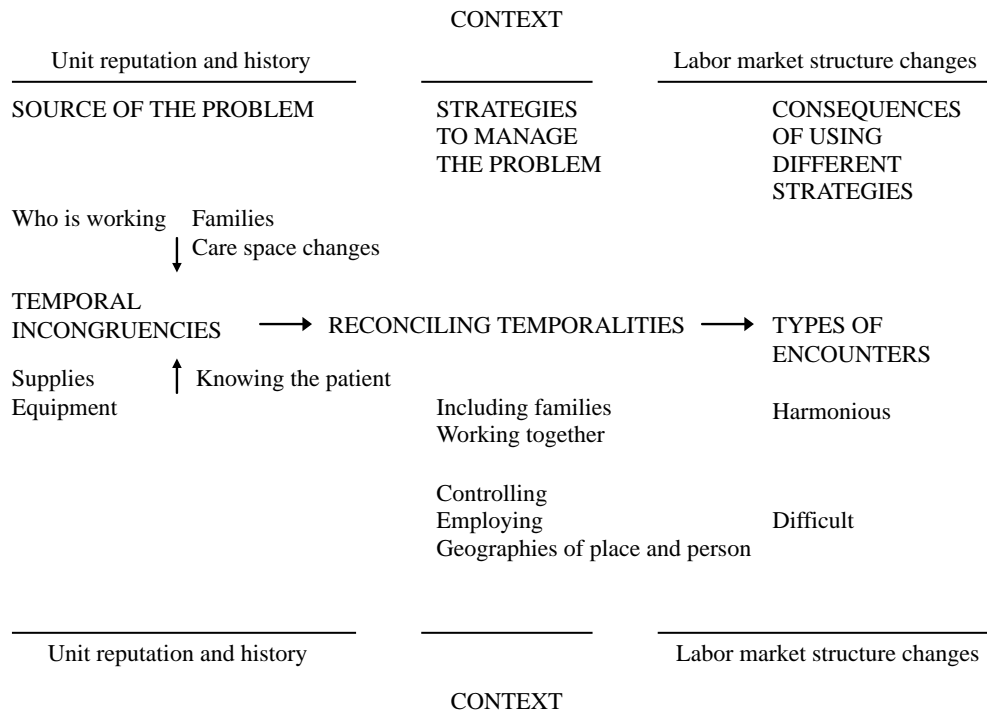 CONTEXT
Unit reputation and history
Labor market structure changes
SOURCE OF THE PROBLEM
STRATEGIES
TO MANAGE
THE PROBLEM
CONSEQUENCES
OF USING
DIFFERENT
STRATEGIES
Who is working
Families
Care space changes
TEMPORAL
INCONGRUENCIES
RECONCILING TEMPORALITIES
TYPES OF
ENCOUNTERS
Supplies
Equipment
Knowing the patient
Including families
Working together
Harmonious
Controlling
Employing
Geographies of place and person
Difficult
Unit reputation and history
Labor market structure changes
CONTEXT